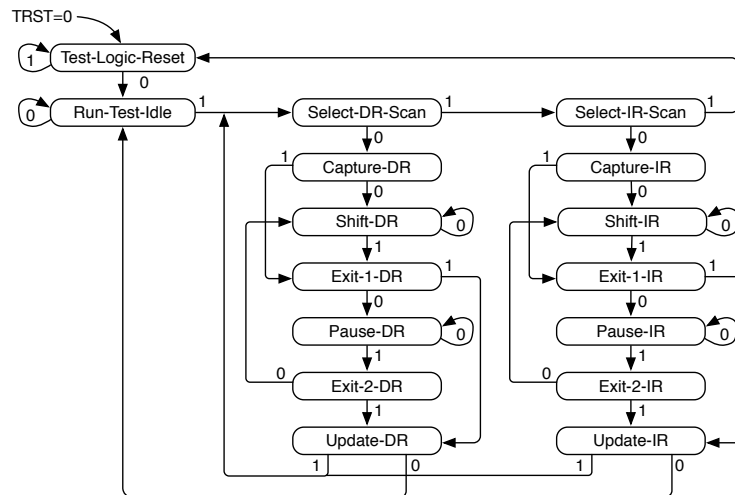 TRST=0
Test-Logic-Reset
1
0
Run-Test-Idle
0
1
Select-DR-Scan
1
Select-IR-Scan
1
0
0
1
Capture-DR
1
Capture-IR
0
0
Shift-DR
0
Shift-IR
0
1
1
Exit-1-DR
1
Exit-1-IR
1
0
0
Pause-DR
0
Pause-IR
0
1
1
0
Exit-2-DR
0
Exit-2-IR
1
1
Update-DR
Update-IR
1
0
1
0